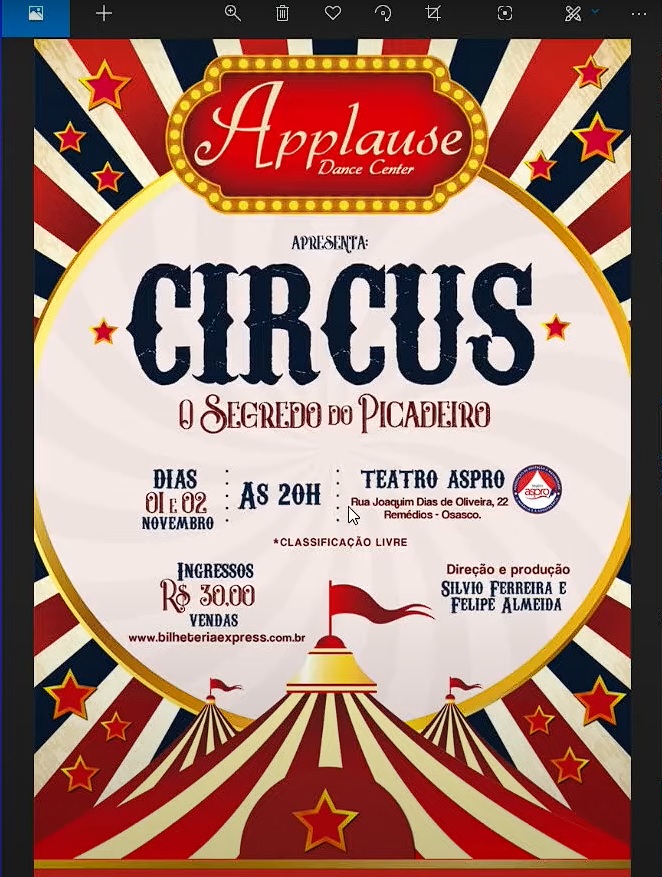 Applause
Dance Center
APRESENTA:
CIRCUS
O SEGREDO DO PICADEIRO
DIAS
01 E 02
NOVEMBRO
AS 20H
TEATRO ASPRO
Rua Joaquim Dias de Oliveira, 22
Remédios - Osasco.
aspro
*CLASSIFICAÇÃO LIVRE
INGRESSOS
R$ 30,00
VENDAS
www.bilheteriaexpress.com.br
Direção e produção
SILVIO FERREIRA E
FELIPE ALMEIDA